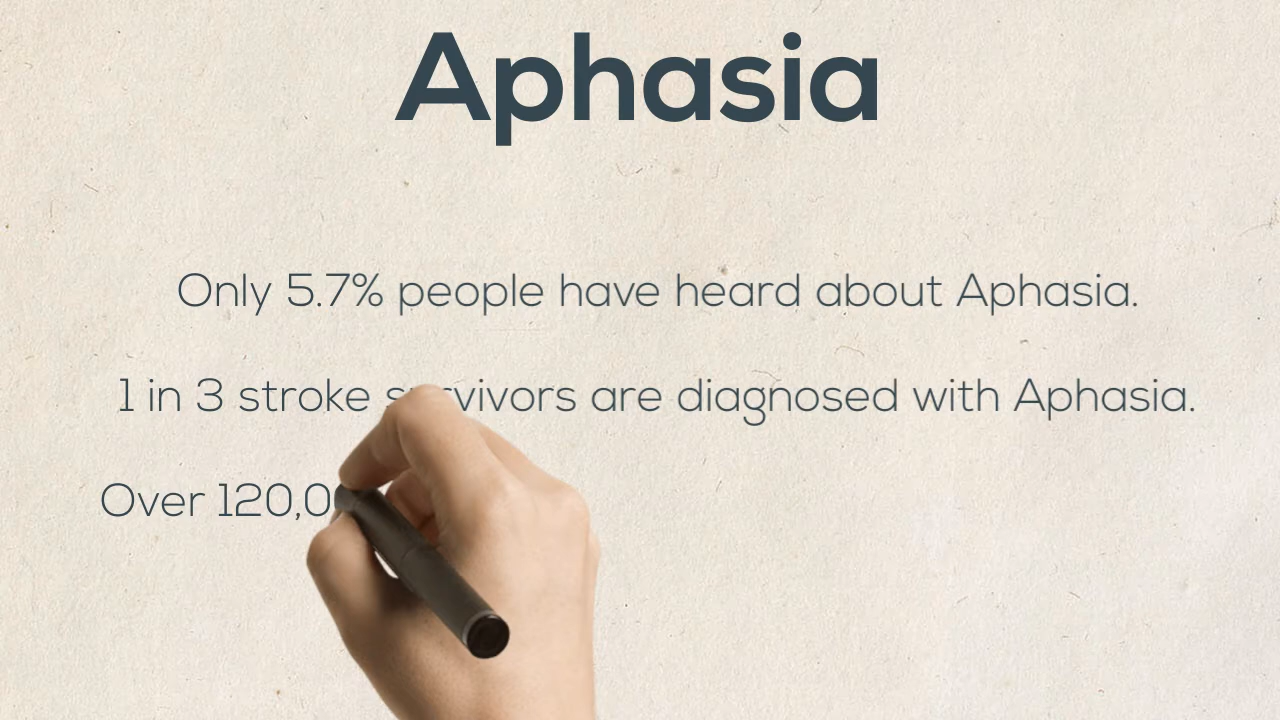 Aphasia
Only 5.7% people have heard about Aphasia.
1 in 3 stroke survivors are diagnosed with Aphasia.
Over 120,0